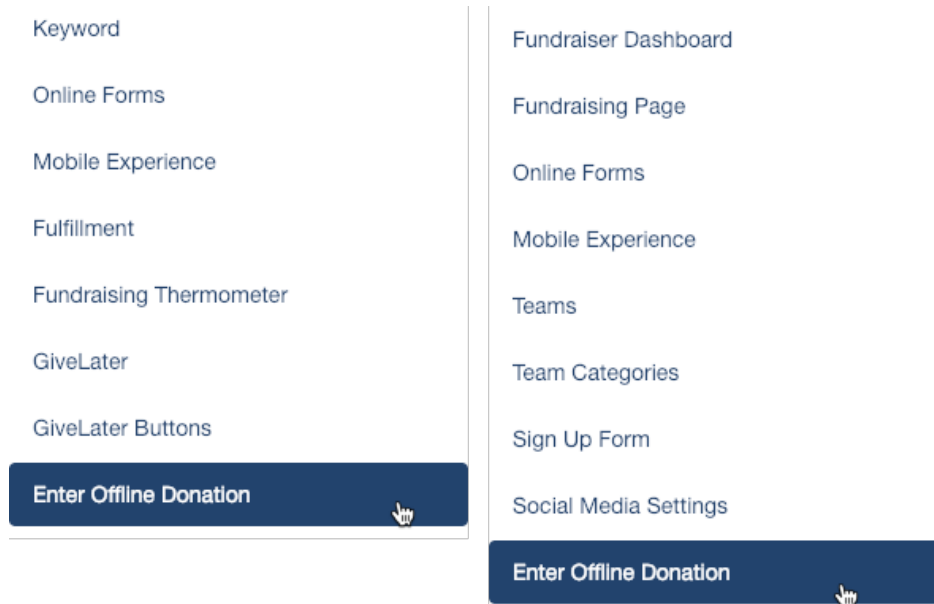 Keyword
Online Forms
Mobile Experience
Fulfillment
Fundraising Thermometer
GiveLater
GiveLater Buttons
Enter Offline Donation
Fundraiser Dashboard
Fundraising Page
Online Forms
Mobile Experience
Teams
Team Categories
Sign Up Form
Social Media Settings
Enter Offline Donation